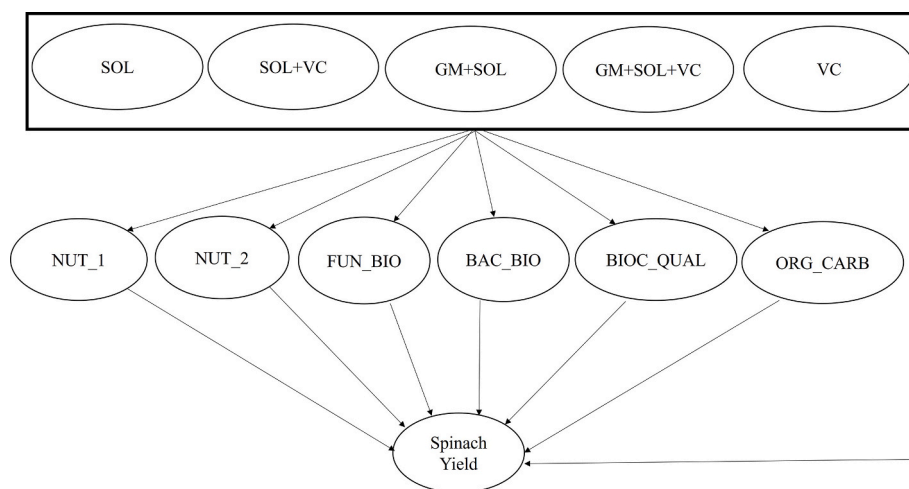 SOL SOL+VC GM+SOL GM+SOL+VC VC
NUT_1 NUT_2 FUN_BIO BAC_BIO BIOC_QUAL ORG_CARB
Spinach
Yield